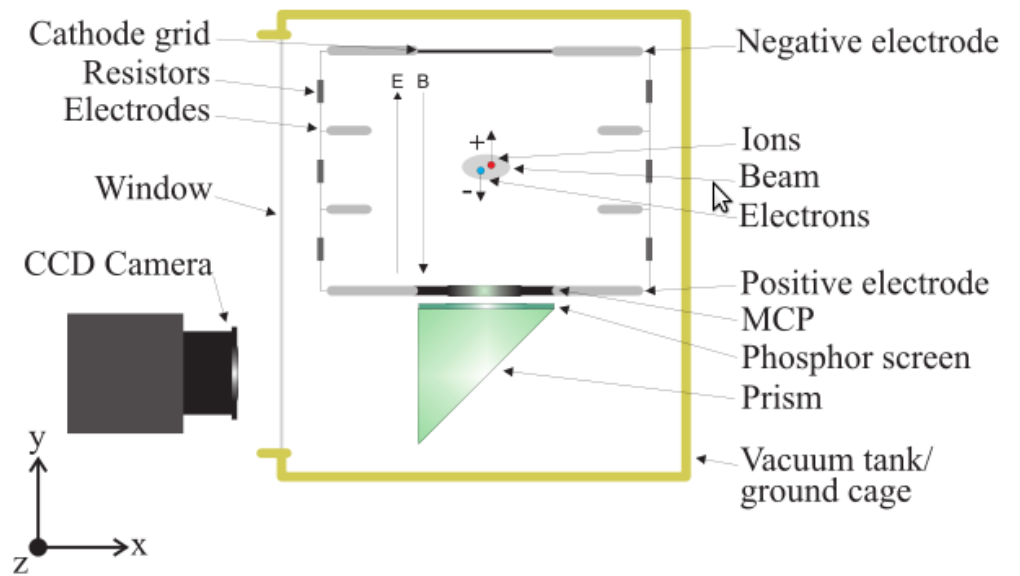 Cathode grid
Resistors
Electrodes
Window
CCD Camera
E B
+
-
Negative electrode
Ions
Beam
Electrons
Positive electrode
MCP
Phosphor screen
Prism
Vacuum tank/
ground cage
y
x
z